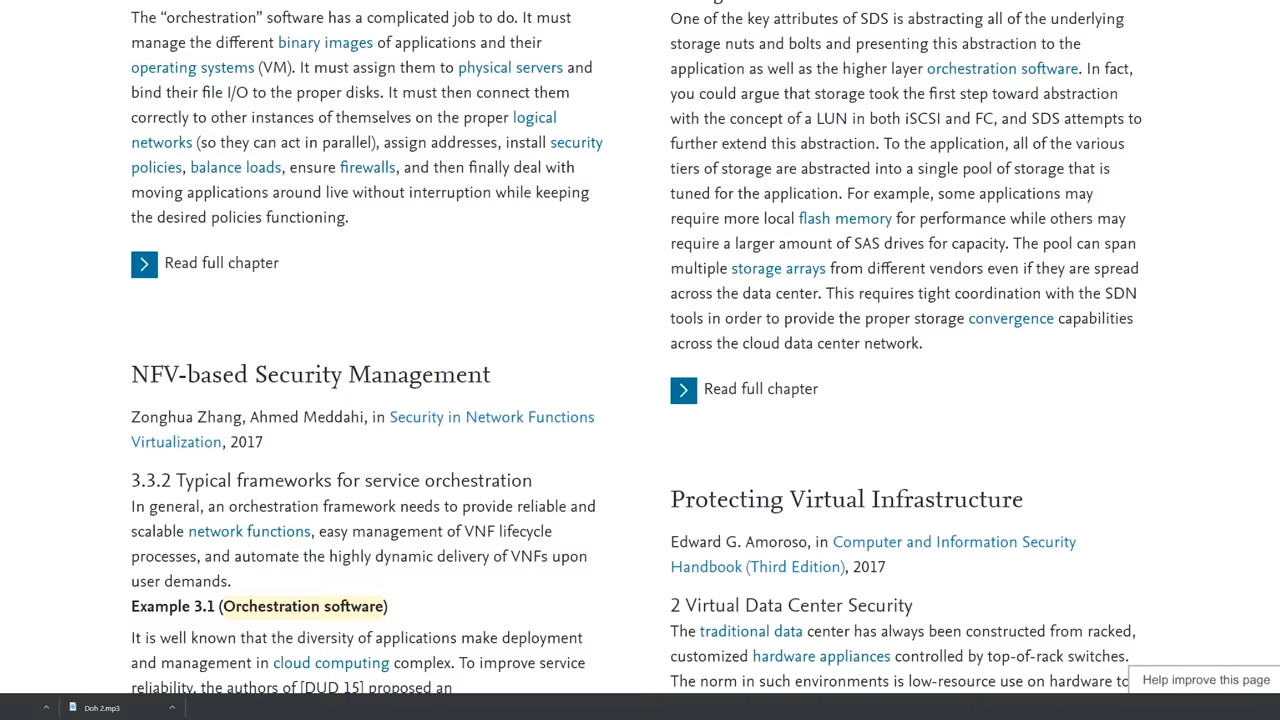 The “orchestration” software has a complicated job to do. It must
manage the different binary images of applications and their
operating systems (VM). It must assign them to physical servers and
bind their file I/O to the proper disks. It must then connect them
correctly to other instances of themselves on the proper logical
networks (so they can act in parallel), assign addresses, install security
policies, balance loads, ensure firewalls, and then finally deal with
moving applications around live without interruption while keeping
the desired policies functioning.
Read full chapter
NFV-based Security Management
Zonghua Zhang, Ahmed Meddahi, in Security in Network Functions
Virtualization, 2017
3.3.2 Typical frameworks for service orchestration
In general, an orchestration framework needs to provide reliable and
scalable network functions, easy management of VNF lifecycle
processes, and automate the highly dynamic delivery of VNFs upon
user demands.
Example 3.1 (Orchestration software)
It is well known that the diversity of applications make deployment
and management in cloud computing complex. To improve service
reliability, the authors of [DUD 15] proposed an
One of the key attributes of SDS is abstracting all of the underlying
storage nuts and bolts and presenting this abstraction to the
application as well as the higher layer orchestration software. In fact,
you could argue that storage took the first step toward abstraction
with the concept of a LUN in both iSCSI and FC, and SDS attempts to
further extend this abstraction. To the application, all of the various
tiers of storage are abstracted into a single pool of storage that is
tuned for the application. For example, some applications may
require more local flash memory for performance while others may
require a larger amount of SAS drives for capacity. The pool can span
multiple storage arrays from different vendors even if they are spread
across the data center. This requires tight coordination with the SDN
tools in order to provide the proper storage convergence capabilities
across the cloud data center network.
Read full chapter
Protecting Virtual Infrastructure
Edward G. Amoroso, in Computer and Information Security
Handbook (Third Edition), 2017
2 Virtual Data Center Security
The traditional data center has always been constructed from racked,
customized hardware appliances controlled by top-of-rack switches.
The norm in such environments is low-resource use on hardware to
Help improve this page
Doh 2.mp3